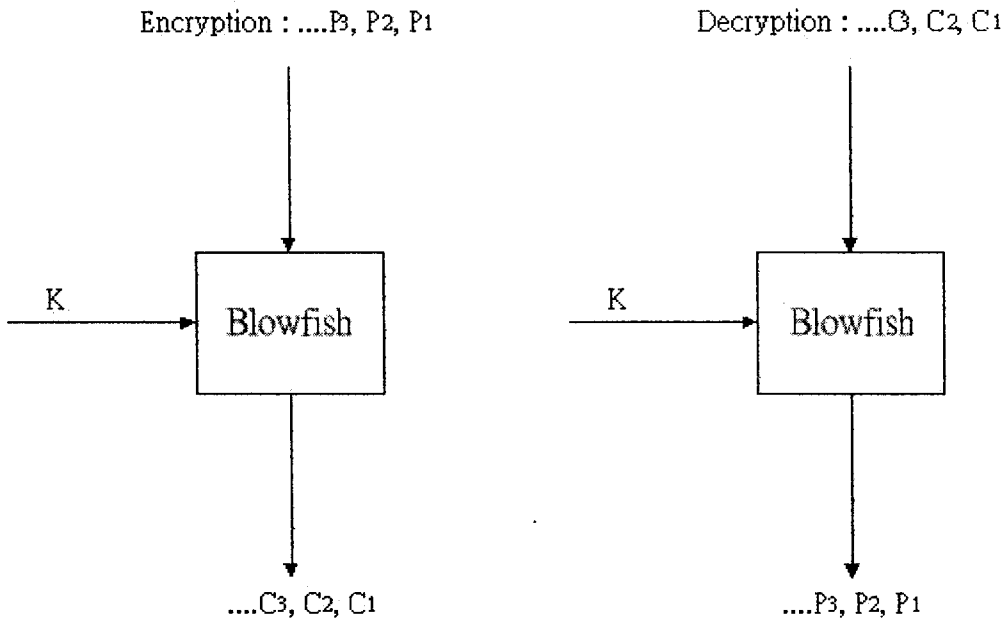 Encryption : ....P3, P2, P1
Decryption : ....C3, C2, C1
K
Blowfish
K
Blowfish
....C3, C2, C1
....P3, P2, P1